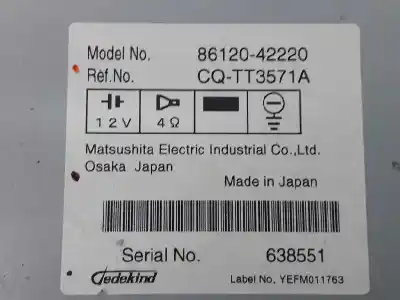 Model No. 86120-42220
Ref.No. CQ-TT3571A
12V 4Ω
Matsushita Electric Industrial Co.,Ltd.
Osaka Japan
Made in Japan
Serial No. 638551
Gedekind Label No. YEFM011763